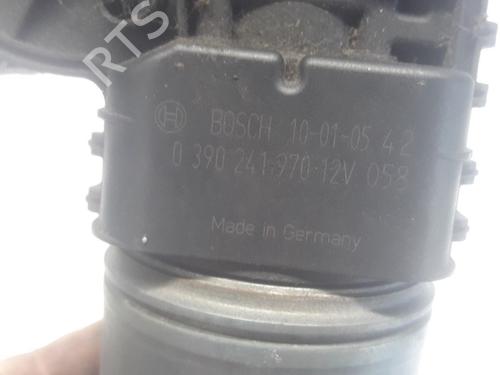 RTS
BOSCH 10-01-05 42
0 390 241-970-12V 058
Made in Germany